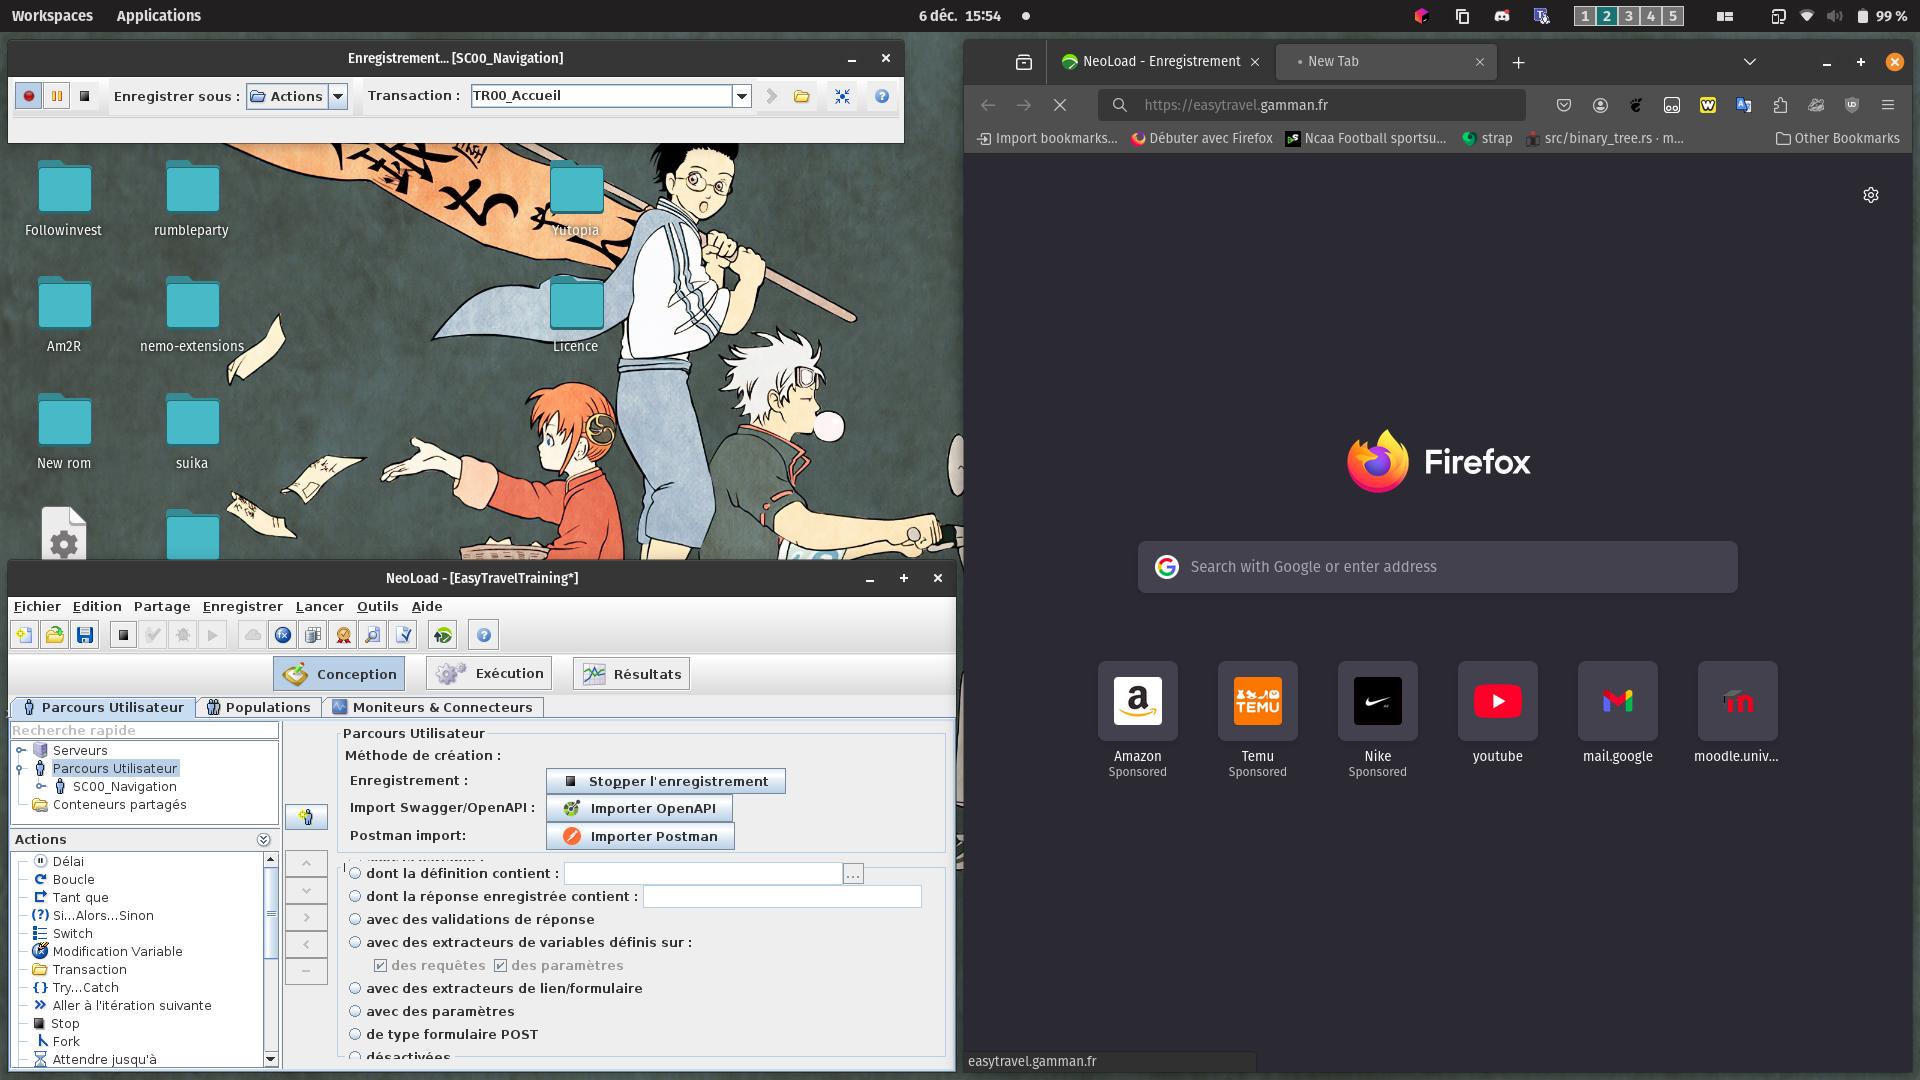 Workspaces Applications 6 déc. 15:54 1 2 3 4 5 99 %
Enregistrement... [SC00_Navigation]
Enregistrer sous : Actions Transaction : TR00_Accueil
Followinvest rumbleparty Yutopia
Am2R nemo-extensions Licence
New rom suika
NeoLoad - [EasyTravelTraining*]
Fichier Edition Partage Enregistrer Lancer Outils Aide
Conception Exécution Résultats
Parcours Utilisateur Populations Moniteurs & Connecteurs
Recherche rapide
Serveurs
Parcours Utilisateur
SC00_Navigation
Conteneurs partagés
Actions
Délai
Boucle
Tant que
Si...Alors...Sinon
Switch
Modification Variable
Transaction
Try...Catch
Aller à l'itération suivante
Stop
Fork
Attendre jusqu'à
Parcours Utilisateur
Méthode de création :
Enregistrement : Stopper l'enregistrement
Import Swagger/OpenAPI : Importer OpenAPI
Postman import: Importer Postman
dont la définition contient : ...
dont la réponse enregistrée contient :
avec des validations de réponse
avec des extracteurs de variables définis sur :
des requêtes des paramètres
avec des extracteurs de lien/formulaire
avec des paramètres
de type formulaire POST
désactivées
NeoLoad - Enregistrement New Tab
https://easytravel.gamman.fr
Import bookmarks... Débuter avec Firefox Ncaa Football sportsu... strap src/binary_tree.rs · m... Other Bookmarks
Firefox
Search with Google or enter address
TEMU
Amazon Temu Nike youtube mail.google moodle.univ...
Sponsored Sponsored Sponsored
easytravel.gamman.fr